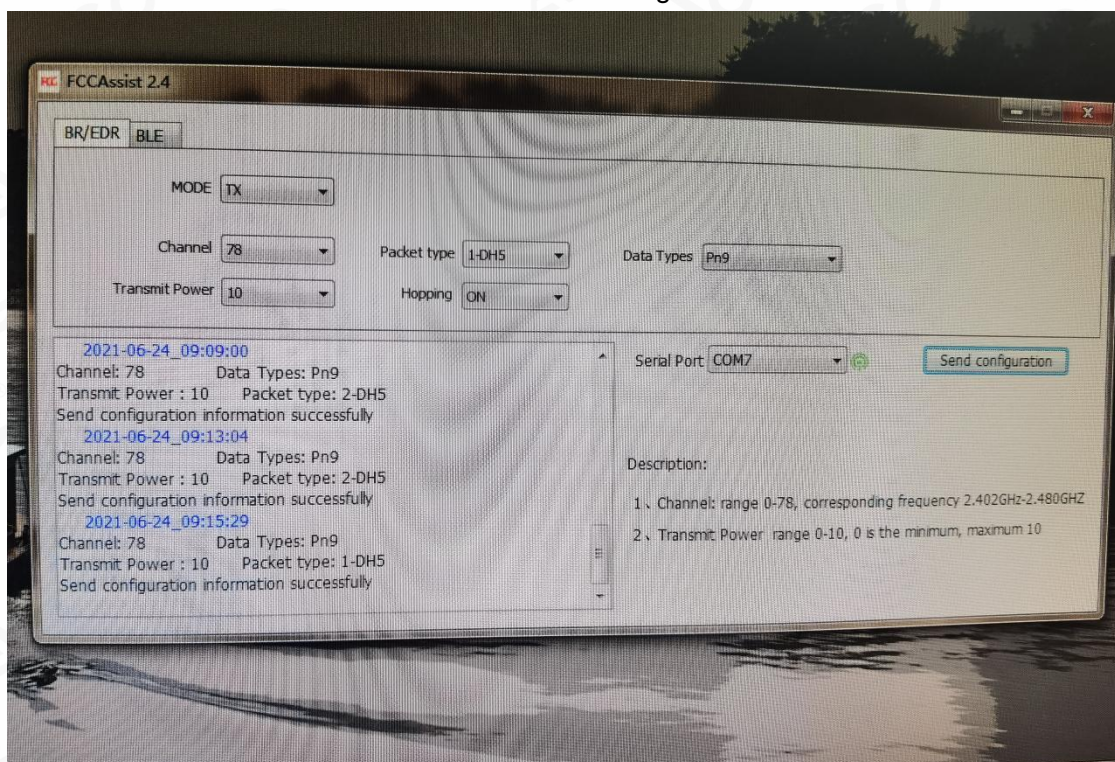 FCC FCCAssist 2.4
BR/EDR BLE
MODE TX
Channel 78 Packet type 1-DH5 Data Types Pn9
Transmit Power 10 Hopping ON
2021-06-24_09:09:00
Channel: 78 Data Types: Pn9
Transmit Power : 10 Packet type: 2-DH5
Send configuration information successfully
2021-06-24_09:13:04
Channel: 78 Data Types: Pn9
Transmit Power : 10 Packet type: 2-DH5
Send configuration information successfully
2021-06-24_09:15:29
Channel: 78 Data Types: Pn9
Transmit Power : 10 Packet type: 1-DH5
Send configuration information successfully
Serial Port COM7 Send configuration
Description:
1、Channel: range 0-78, corresponding frequency 2.402GHz-2.480GHZ
2、Transmit Power range 0-10, 0 is the minimum, maximum 10